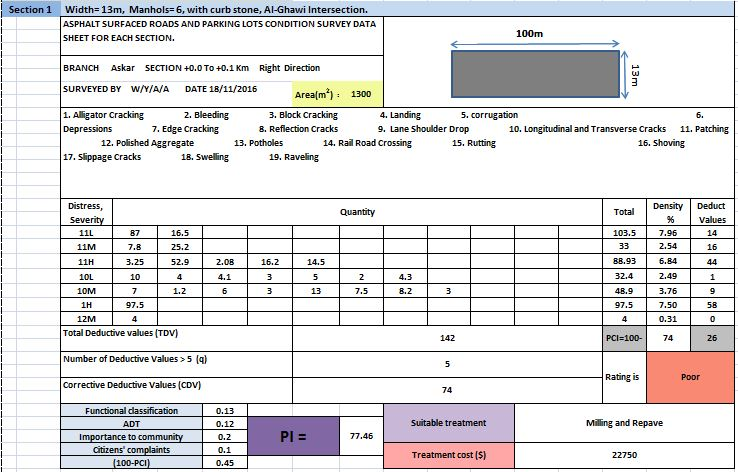 Section 1 Width= 13m, Manhols= 6, with curb stone, Al-Ghawi Intersection.
ASPHALT SURFACED ROADS AND PARKING LOTS CONDITION SURVEY DATA
SHEET FOR EACH SECTION.
100m
13m
BRANCH Askar SECTION +0.0 To +0.1 Km Right Direction
SURVEYED BY W/Y/A/A DATE 18/11/2016
Area(m²) : 1300
1. Alligator Cracking 2. Bleeding 3. Block Cracking 4. Landing 5. corrugation 6.
Depressions 7. Edge Cracking 8. Reflection Cracks 9. Lane Shoulder Drop 10. Longitudinal and Transverse Cracks 11. Patching
12. Polished Aggregate 13. Potholes 14. Rail Road Crossing 15. Rutting 16. Shoving
17. Slippage Cracks 18. Swelling 19. Raveling
Distress, Severity Quantity Total Density % Deduct Values
11L 87 16.5 103.5 7.96 14
11M 7.8 25.2 33 2.54 16
11H 3.25 52.9 2.08 16.2 14.5 88.93 6.84 44
10L 10 4 4.1 3 5 2 4.3 32.4 2.49 1
10M 7 1.2 6 3 13 7.5 8.2 3 48.9 3.76 9
1H 97.5 97.5 7.50 58
12M 4 4 0.31 0
Total Deductive values (TDV) 142 PCI=100- 74 26
Number of Deductive Values > 5 (q) 5
Corrective Deductive Values (CDV) 74
Rating is Poor
Functional classification 0.13
ADT 0.12
Importance to community 0.2
Citizens' complaints 0.1
(100-PCI) 0.45
PI = 77.46
Suitable treatment Milling and Repave
Treatment cost ($) 22750